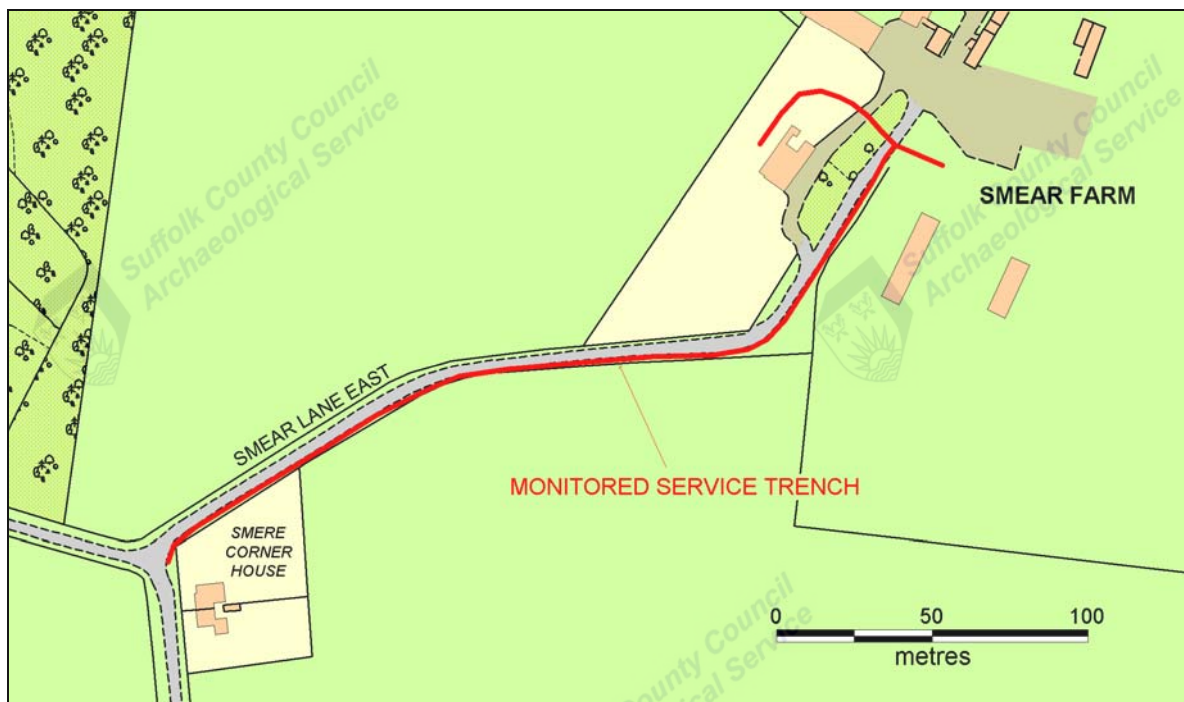 Suffolk County Council
Archaeological Service
Suffolk County Council
Archaeological Service
SMEAR FARM
SMEAR LANE EAST
MONITORED SERVICE TRENCH
SMERE
CORNER
HOUSE
0 50 100
metres
County Council
ical Service